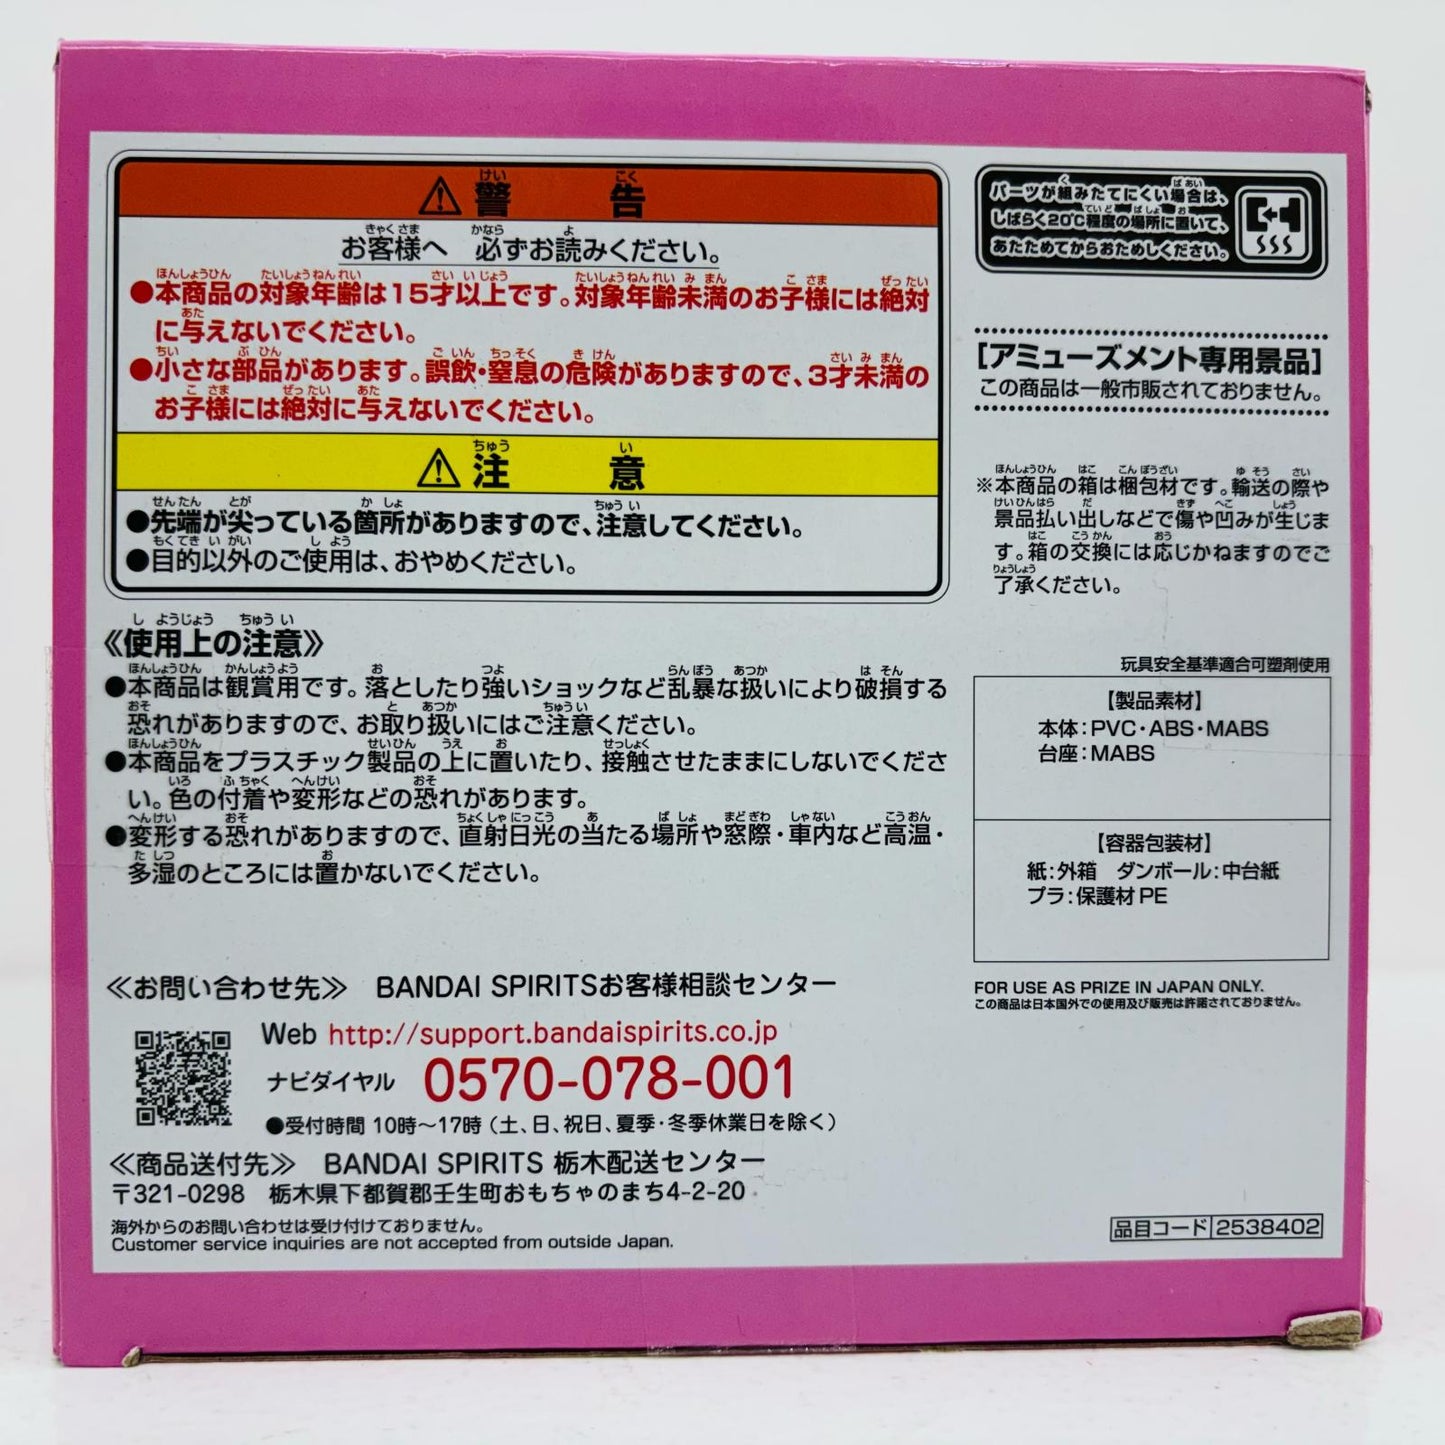 ⚠警告
お客様へ 必ずお読みください。
●本商品の対象年齢は15才以上です。対象年齢未満のお子様には絶対
に与えないでください。
●小さな部品があります。誤飲・窒息の危険がありますので、3才未満の
お子様には絶対に与えないでください。
⚠注意
●先端が尖っている箇所がありますので、注意してください。
●目的以外のご使用は、おやめください。
《使用上の注意》
●本商品は観賞用です。落としたり強いショックなど乱暴な扱いにより破損する
恐れがありますので、お取り扱いにはご注意ください。
●本商品をプラスチック製品の上に置いたり、接触させたままにしないでくださ
い。色の付着や変形などの恐れがあります。
●変形する恐れがありますので、直射日光の当たる場所や窓際・車内など高温・
多湿のところには置かないでください。
≪お問い合わせ先≫ BANDAI SPIRITSお客様相談センター
Web http://support.bandaispirits.co.jp
ナビダイヤル 0570-078-001
●受付時間 10時～17時（土、日、祝日、夏季・冬季休業日を除く）
≪商品送付先≫ BANDAI SPIRITS 栃木配送センター
〒321-0298 栃木県下都賀郡壬生町おもちゃのまち4-2-20
海外からのお問い合わせは受け付けておりません。
Customer service inquiries are not accepted from outside Japan.
パーツが組みたてにくい場合は、
しばらく20℃程度の場所に置いて、
あたためてからおためしください。
［アミューズメント専用景品］
この商品は一般市販されておりません。
※本商品の箱は梱包材です。輸送の際や
景品払い出しなどで傷や凹みが生じま
す。箱の交換には応じかねますのでご
了承ください。
玩具安全基準適合可塑剤使用
【製品素材】
本体：PVC・ABS・MABS
台座：MABS
【容器包装材】
紙：外箱 ダンボール：中台紙
プラ：保護材 PE
FOR USE AS PRIZE IN JAPAN ONLY.
この商品は日本国外での使用及び販売は許諾されておりません。
品目コード 2538402